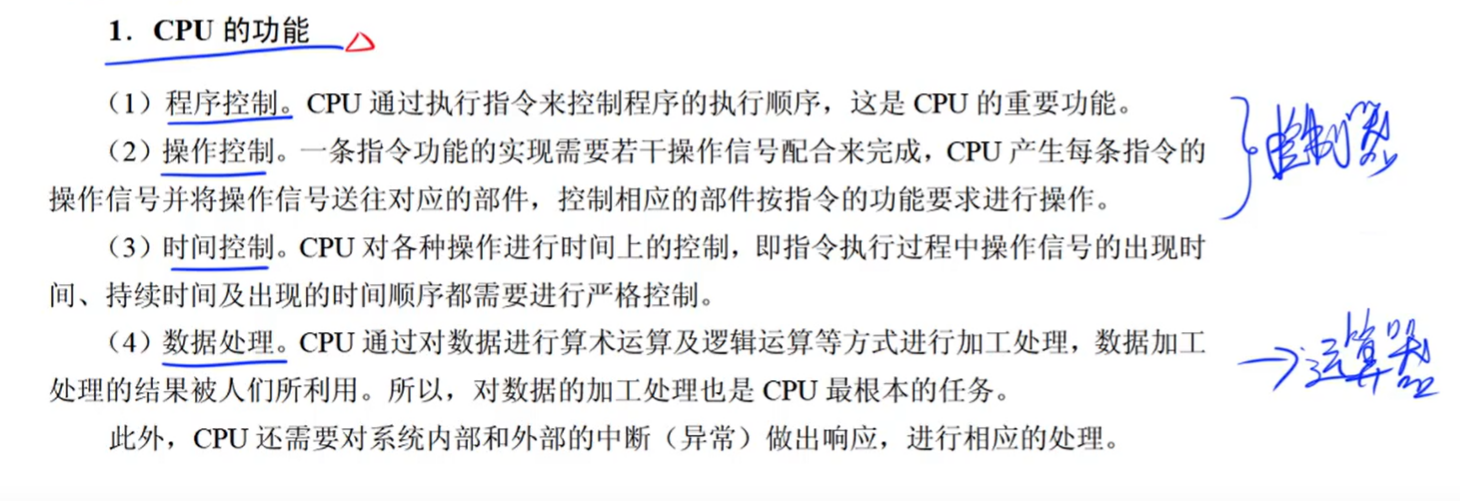 1. CPU 的功能
(1)程序控制。CPU 通过执行指令来控制程序的执行顺序,这是 CPU 的重要功能。
(2)操作控制。一条指令功能的实现需要若干操作信号配合来完成,CPU 产生每条指令的
操作信号并将操作信号送往对应的部件,控制相应的部件按指令的功能要求进行操作。
控制器
(3)时间控制。CPU 对各种操作进行时间上的控制,即指令执行过程中操作信号的出现时
间、持续时间及出现的时间顺序都需要进行严格控制。
(4)数据处理。CPU 通过对数据进行算术运算及逻辑运算等方式进行加工处理,数据加工
处理的结果被人们所利用。所以,对数据的加工处理也是 CPU 最根本的任务。
→运算器
此外,CPU 还需要对系统内部和外部的中断(异常)做出响应,进行相应的处理。